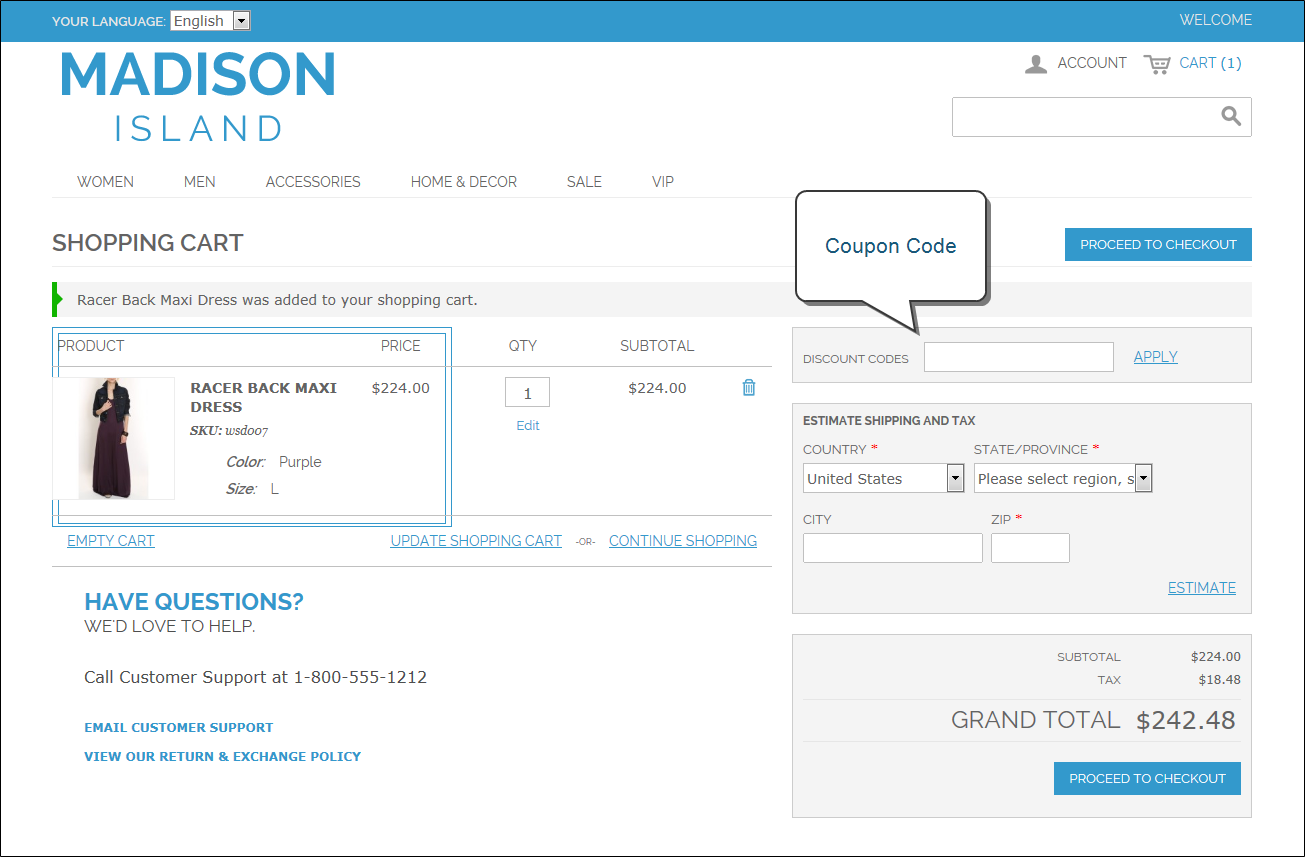 YOUR LANGUAGE: English
WELCOME
MADISON
ISLAND
ACCOUNT CART (1)
WOMEN MEN ACCESSORIES HOME & DECOR SALE VIP
SHOPPING CART
Coupon Code
PROCEED TO CHECKOUT
Racer Back Maxi Dress was added to your shopping cart.
PRODUCT PRICE QTY SUBTOTAL
RACER BACK MAXI $224.00 1 $224.00
DRESS
SKU: wsd007
Edit
Color: Purple
Size: L
EMPTY CART UPDATE SHOPPING CART -OR- CONTINUE SHOPPING
HAVE QUESTIONS?
WE'D LOVE TO HELP.
Call Customer Support at 1-800-555-1212
EMAIL CUSTOMER SUPPORT
VIEW OUR RETURN & EXCHANGE POLICY
DISCOUNT CODES APPLY
ESTIMATE SHIPPING AND TAX
COUNTRY * STATE/PROVINCE *
United States Please select region, s
CITY ZIP *
ESTIMATE
SUBTOTAL $224.00
TAX $18.48
GRAND TOTAL $242.48
PROCEED TO CHECKOUT